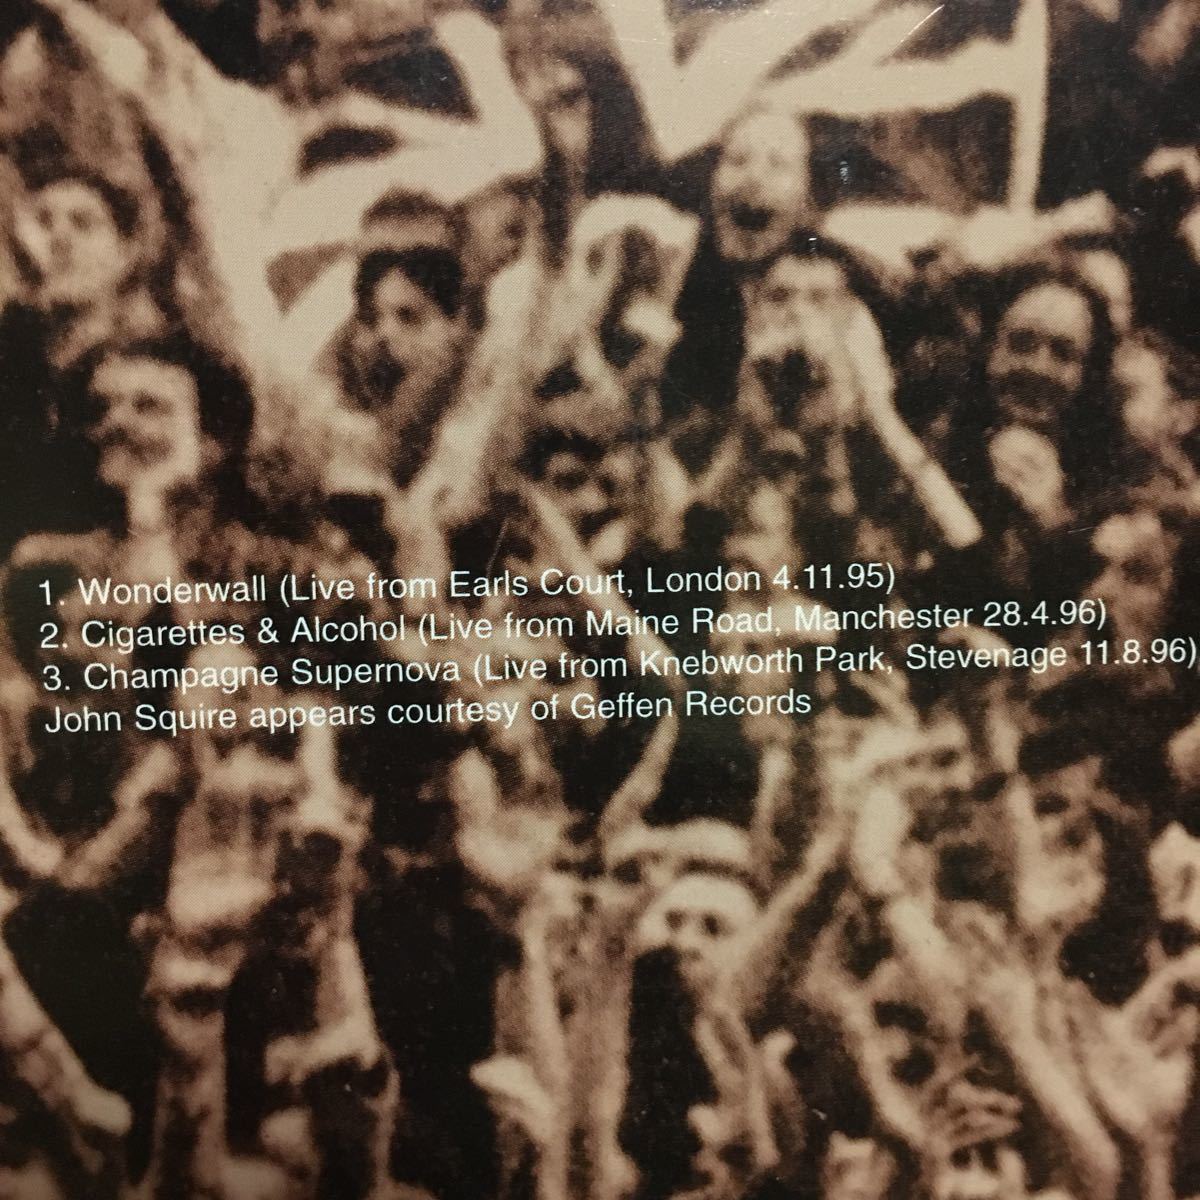 1. Wonderwall (Live from Earls Court, London 4.11.95)
2. Cigarettes & Alcohol (Live from Maine Road, Manchester 28.4.96)
3. Champagne Supernova (Live from Knebworth Park, Stevenage 11.8.96)
John Squire appears courtesy of Geffen Records